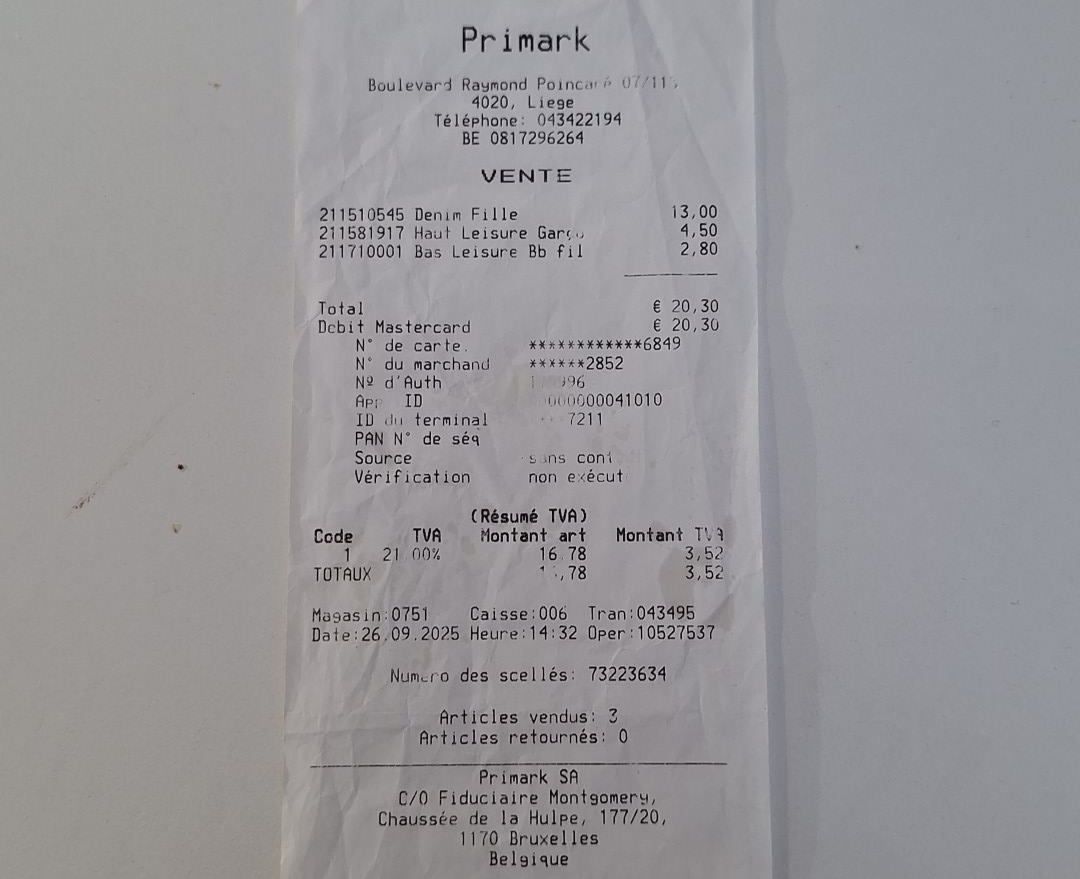 Primark
Boulevard Raymond Poincaré
4020, Liege
Téléphone: 043422194
BE 0817296264
VENTE
211510545 Denim Fille 13,00
211581917 Haut Leisure 4,50
211710001 Bas Leisure Bb fil 2,80
Total € 20,30
Debit Mastercard € 20,30
N° de carte. ************6849
N° du marchand ******2852
Nº d'Auth
App ID
ID du terminal 7211
PAN N° de séq
Source sans
Vérification non exécut
(Résumé TVA)
Code TVA Montant art Montant TVA
1 21 00% 16.78 3,52
TOTAUX 3,52
Magasin:0751 Caisse:006 Tran:043495
Date:26.09.2025 Heure:14:32 Oper:10527537
Numero des scellés: 73223634
Articles vendus: 3
Articles retournés: 0
Primark SA
C/O Fiduciaire Montgomery,
Chaussée de la Hulpe, 177/20,
1170 Bruxelles
Belgique